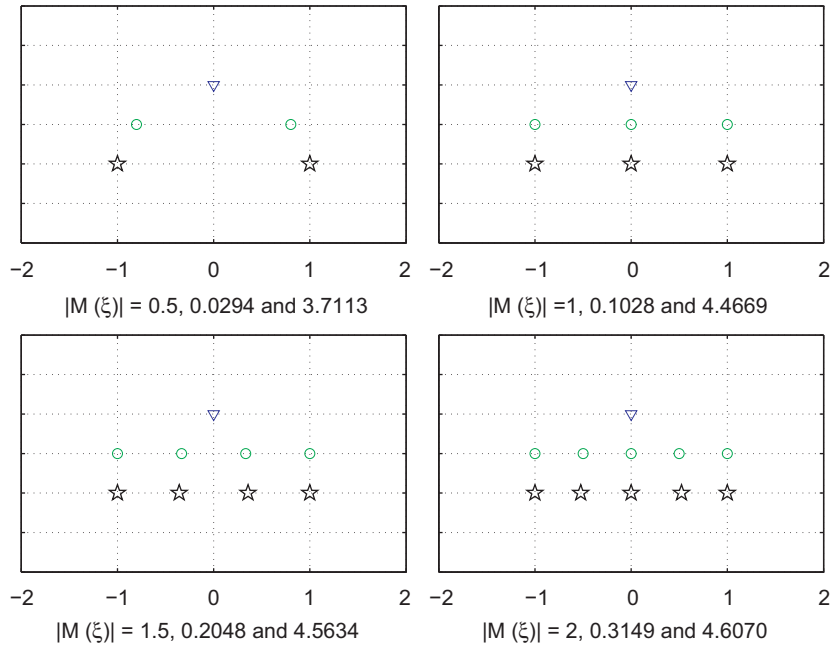 −2 −1 0 1 2 −2 −1 0 1 2
|M (ξ)| = 0.5, 0.0294 and 3.7113 |M (ξ)| =1, 0.1028 and 4.4669
−2 −1 0 1 2 −2 −1 0 1 2
|M (ξ)| = 1.5, 0.2048 and 4.5634 |M (ξ)| = 2, 0.3149 and 4.6070